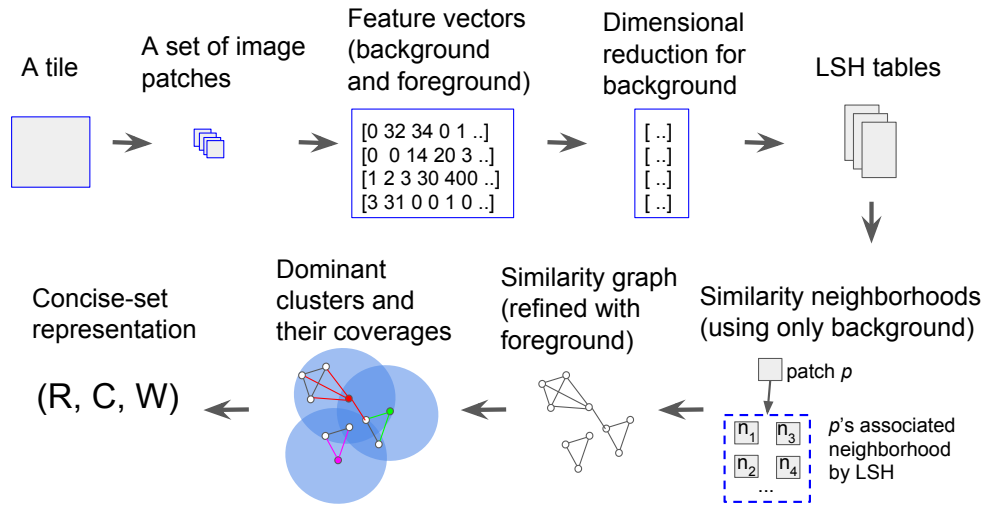 A tile
A set of image
patches
Feature vectors
(background
and foreground)
[0 32 34 0 1 ..]
[0 0 14 20 3 ..]
[1 2 3 30 400 ..]
[3 31 0 0 1 0 ..]
Dimensional
reduction for
background
[ ..]
[ ..]
[ ..]
[ ..]
LSH tables
Similarity neighborhoods
(using only background)
patch p
n1 n3
n2 n4
...
p's associated
neighborhood
by LSH
Similarity graph
(refined with
foreground)
Dominant
clusters and
their coverages
Concise-set
representation
(R, C, W)